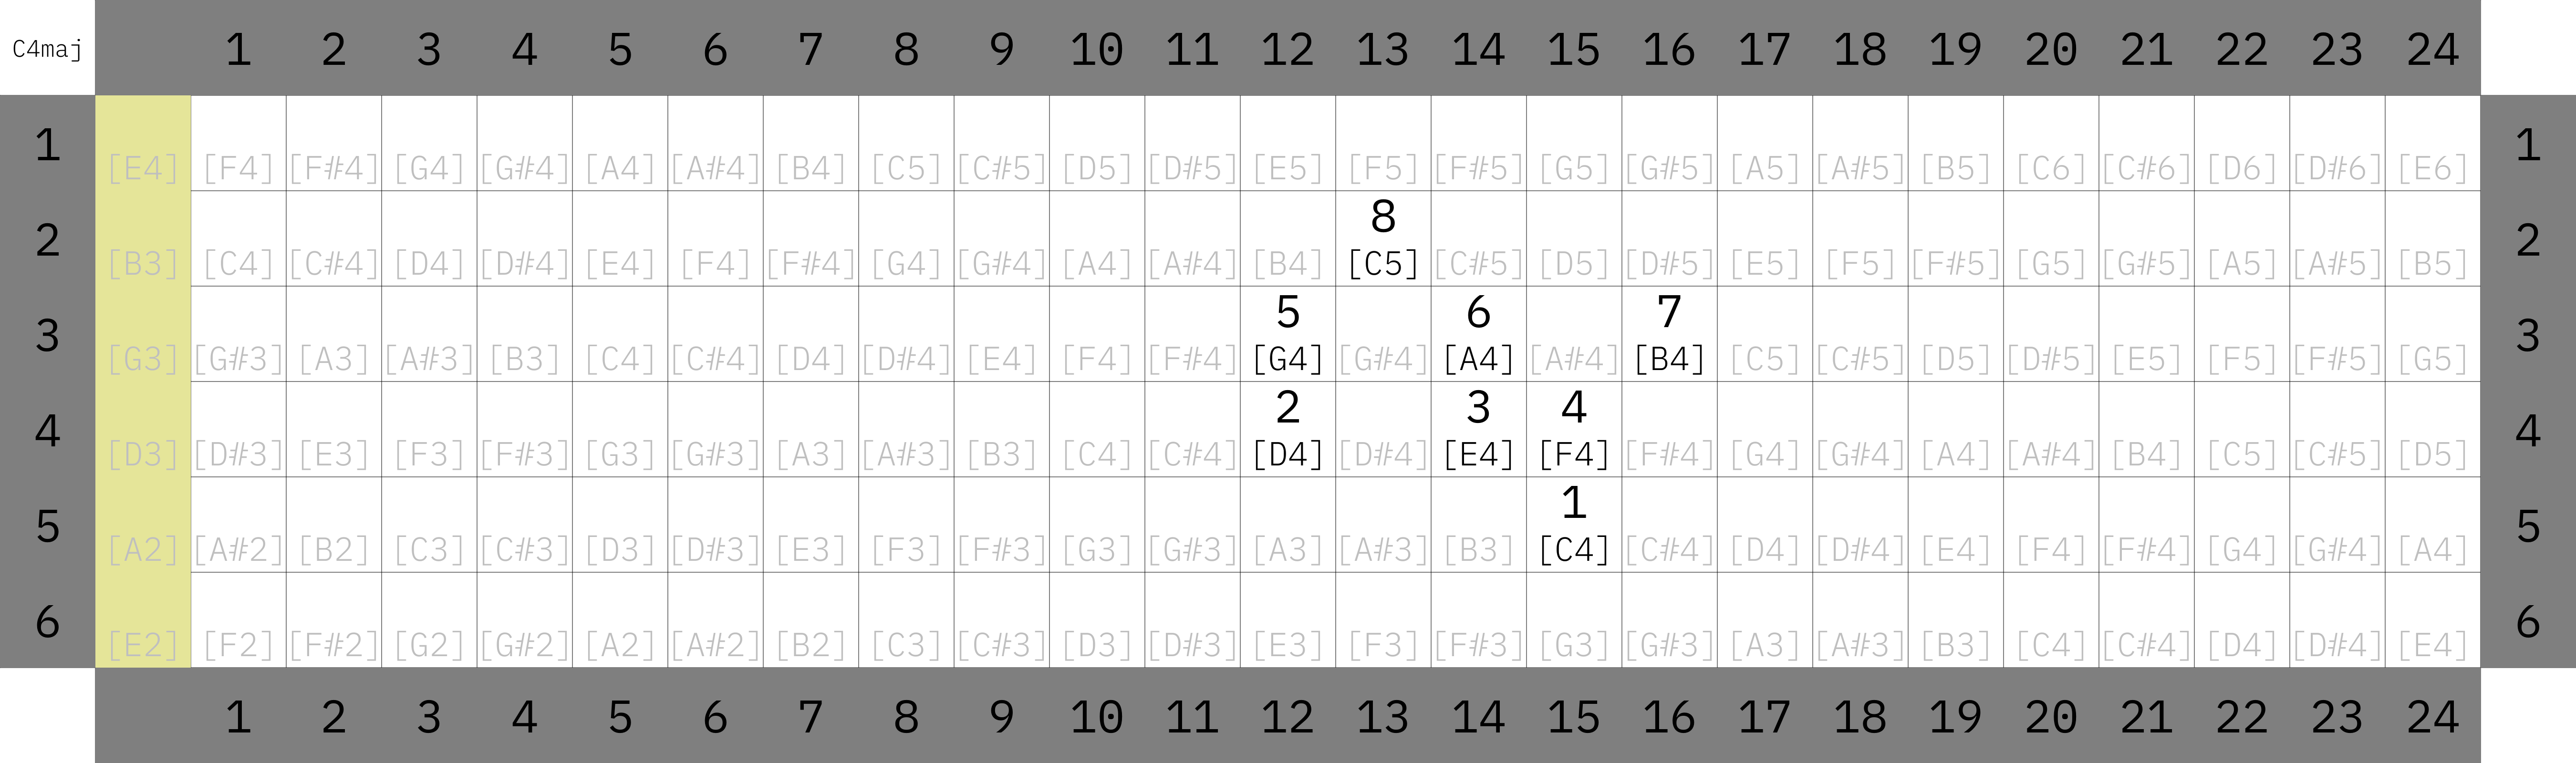 C4maj 1 2 3 4 5 6 7 8 9 10 11 12 13 14 15 16 17 18 19 20 21 22 23 24
1 [E4] [F4] [F#4] [G4] [G#4] [A4] [A#4] [B4] [C5] [C#5] [D5] [D#5] [E5] [F5] [F#5] [G5] [G#5] [A5] [A#5] [B5] [C6] [C#6] [D6] [D#6] [E6] 1
8
2 [B3] [C4] [C#4] [D4] [D#4] [E4] [F4] [F#4] [G4] [G#4] [A4] [A#4] [B4] [C5] [C#5] [D5] [D#5] [E5] [F5] [F#5] [G5] [G#5] [A5] [A#5] [B5] 2
5 6 7
3 [G3] [G#3] [A3] [A#3] [B3] [C4] [C#4] [D4] [D#4] [E4] [F4] [F#4] [G4] [G#4] [A4] [A#4] [B4] [C5] [C#5] [D5] [D#5] [E5] [F5] [F#5] [G5] 3
2 3 4
4 [D3] [D#3] [E3] [F3] [F#3] [G3] [G#3] [A3] [A#3] [B3] [C4] [C#4] [D4] [D#4] [E4] [F4] [F#4] [G4] [G#4] [A4] [A#4] [B4] [C5] [C#5] [D5] 4
1
5 [A2] [A#2] [B2] [C3] [C#3] [D3] [D#3] [E3] [F3] [F#3] [G3] [G#3] [A3] [A#3] [B3] [C4] [C#4] [D4] [D#4] [E4] [F4] [F#4] [G4] [G#4] [A4] 5
6 [E2] [F2] [F#2] [G2] [G#2] [A2] [A#2] [B2] [C3] [C#3] [D3] [D#3] [E3] [F3] [F#3] [G3] [G#3] [A3] [A#3] [B3] [C4] [C#4] [D4] [D#4] [E4] 6
1 2 3 4 5 6 7 8 9 10 11 12 13 14 15 16 17 18 19 20 21 22 23 24